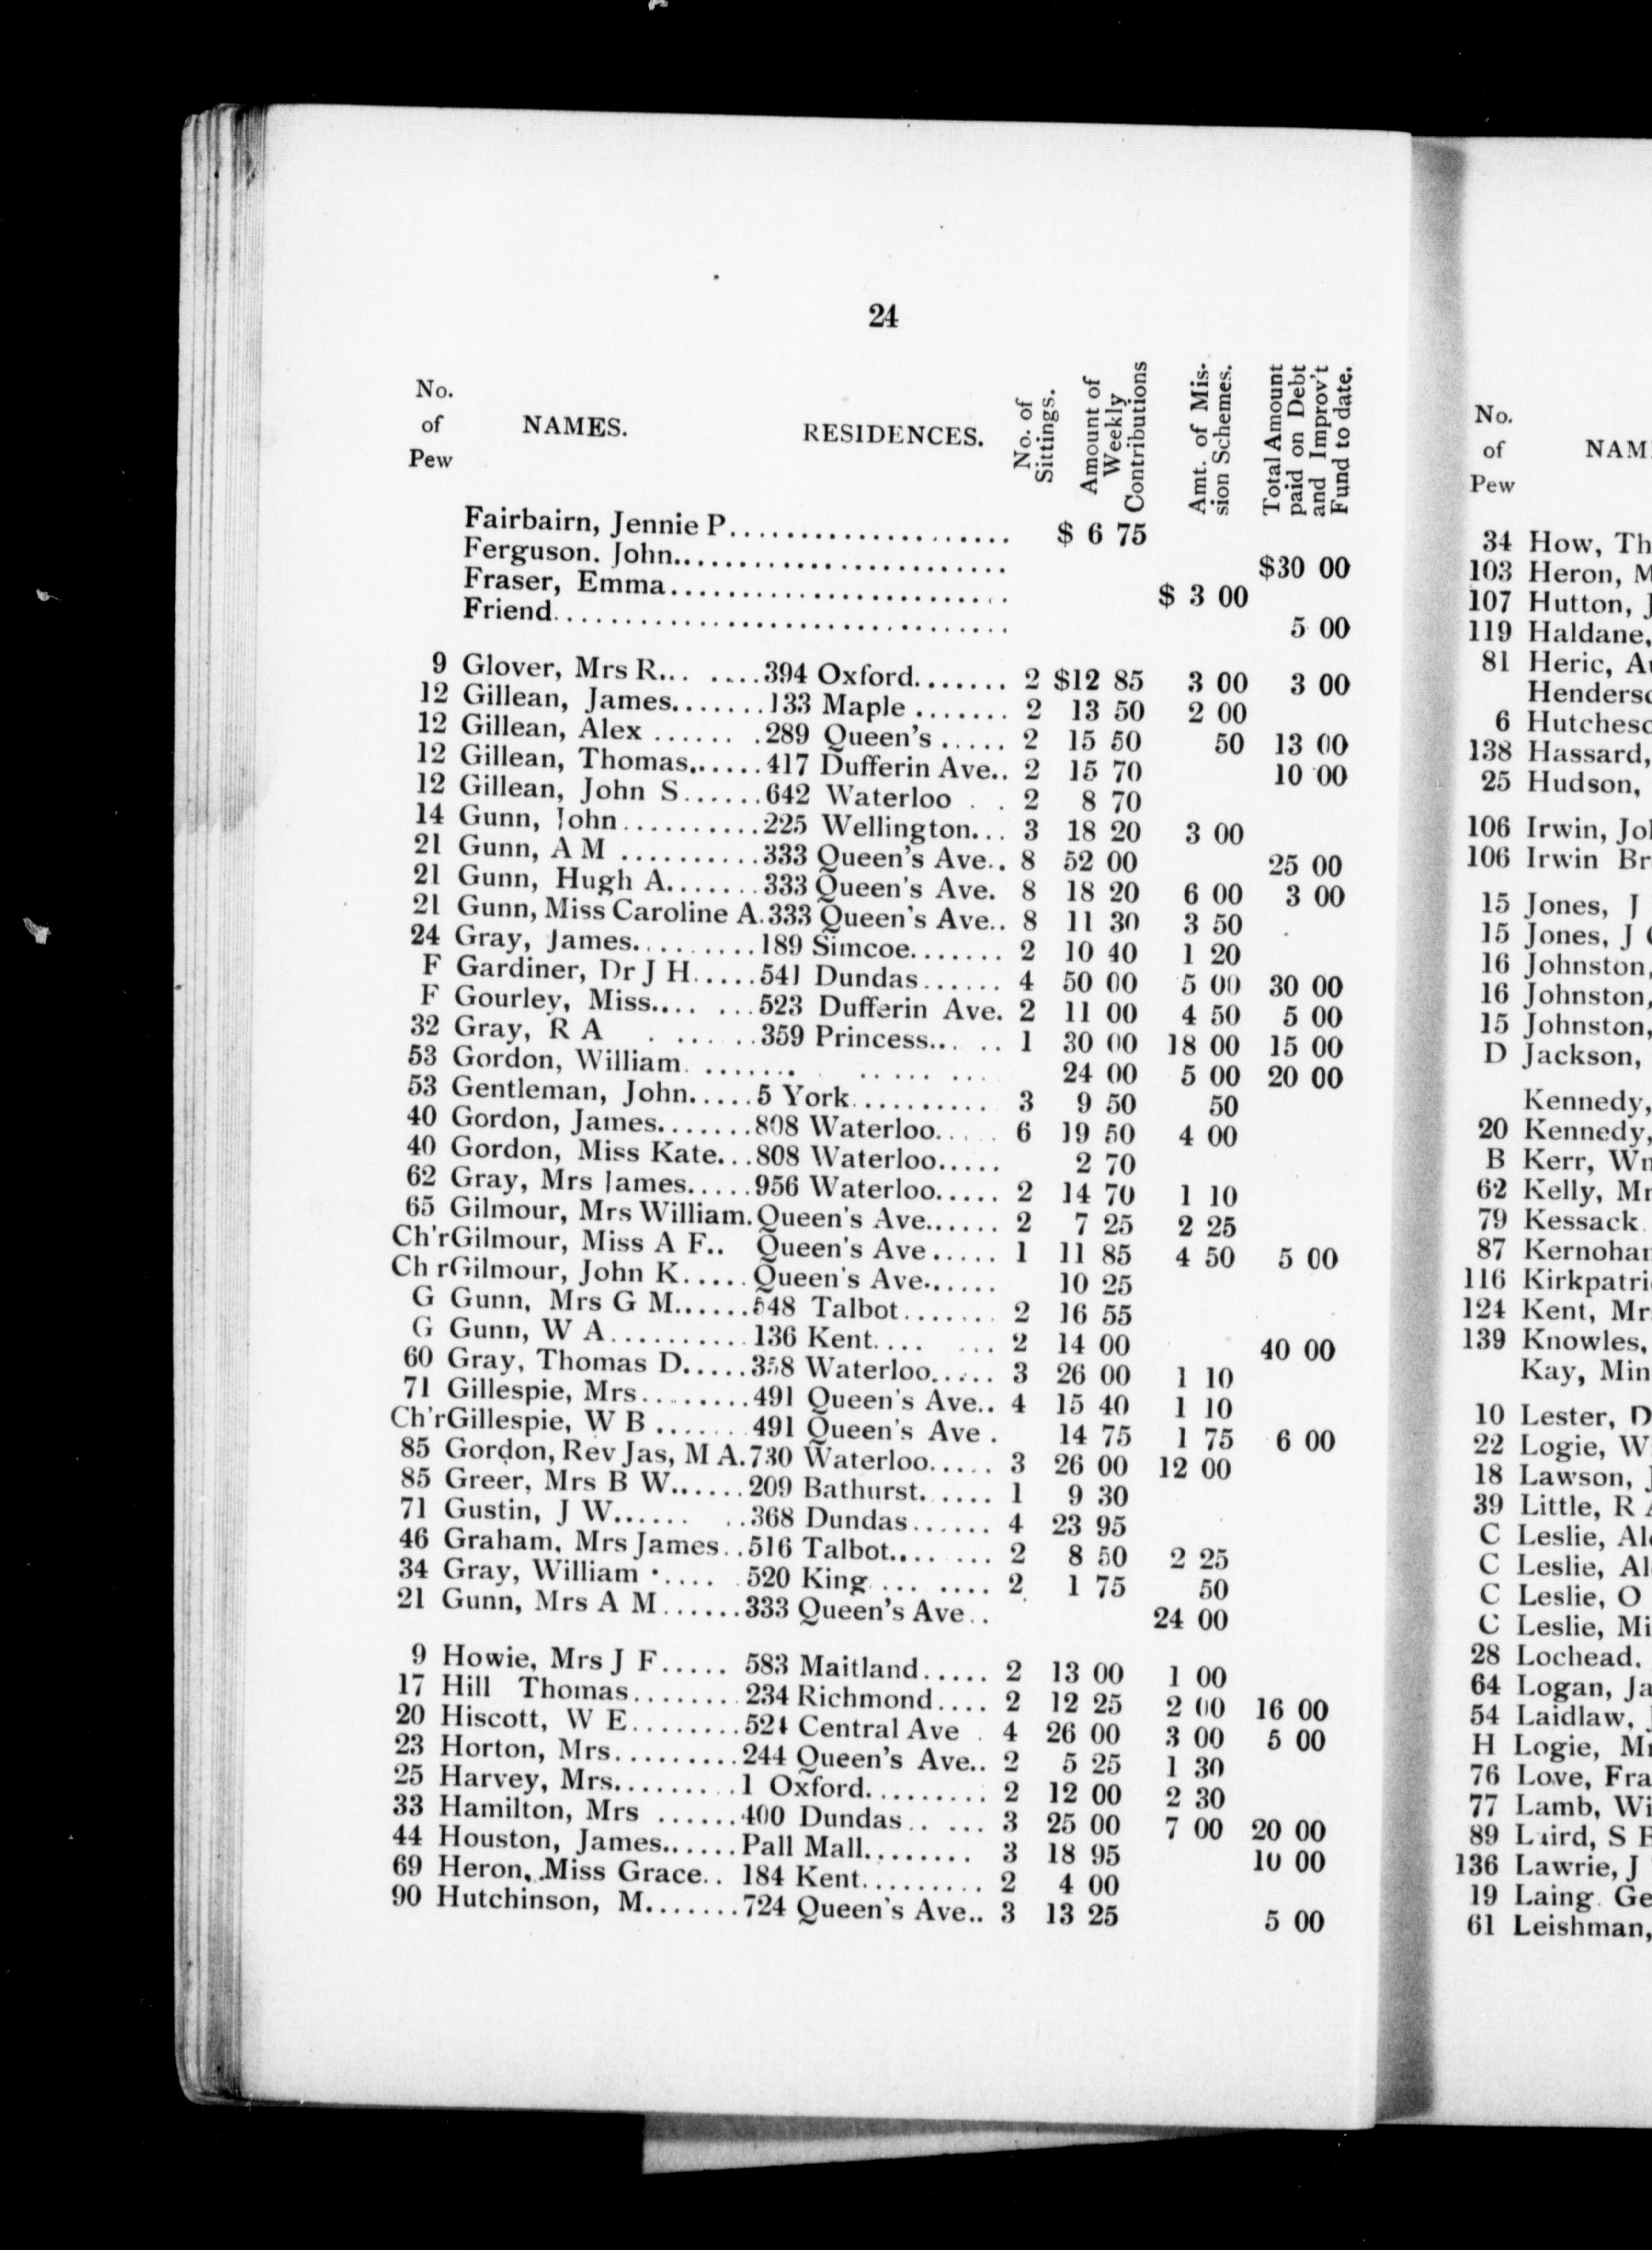 24
No. of Pew NAMES. RESIDENCES. No. of Sittings. Amount of Weekly Contributions Amt. of Mis- sion Schemes. Total Amount paid on Debt and Improv't Fund to date.
Fairbairn, Jennie P..................... $ 6 75
Ferguson. John........................ $30 00
Fraser, Emma........................ $ 3 00
Friend................................ 5 00
9 Glover, Mrs R... ....394 Oxford....... 2 $12 85 3 00 3 00
12 Gillean, James.......133 Maple ....... 2 13 50 2 00
12 Gillean, Alex ...... .289 Queen's ..... 2 15 50 50 13 00
12 Gillean, Thomas......417 Dufferin Ave.. 2 15 70 10 00
12 Gillean, John S......642 Waterloo . . 2 8 70
14 Gunn, John..........225 Wellington... 3 18 20 3 00
21 Gunn, A M ..........333 Queen's Ave.. 8 52 00 25 00
21 Gunn, Hugh A.......333 Queen's Ave. 8 18 20 6 00 3 00
21 Gunn, Miss Caroline A.333 Queen's Ave.. 8 11 30 3 50
24 Gray, James.........189 Simcoe....... 2 10 40 1 20
F Gardiner, Dr J H.....541 Dundas...... 4 50 00 5 00 30 00
F Gourley, Miss.... ...523 Dufferin Ave. 2 11 00 4 50 5 00
32 Gray, R A . ......359 Princess... .. 1 30 00 18 00 15 00
53 Gordon, William. ....... ..... ... 24 00 5 00 20 00
53 Gentleman, John.....5 York.......... 3 9 50 50
40 Gordon, James.......808 Waterloo..... 6 19 50 4 00
40 Gordon, Miss Kate...808 Waterloo..... 2 70
62 Gray, Mrs James.....956 Waterloo..... 2 14 70 1 10
65 Gilmour, Mrs William.Queen's Ave...... 2 7 25 2 25
Ch'rGilmour, Miss A F.. Queen's Ave..... 1 11 85 4 50 5 00
Ch rGilmour, John K.....Queen's Ave...... 10 25
G Gunn, Mrs G M......548 Talbot....... 2 16 55
G Gunn, W A..........136 Kent.... ... 2 14 00 40 00
60 Gray, Thomas D.....358 Waterloo..... 3 26 00 1 10
71 Gillespie, Mrs........491 Queen's Ave.. 4 15 40 1 10
Ch'rGillespie, W B .......491 Queen's Ave . 14 75 1 75 6 00
85 Gordon, Rev Jas, M A.730 Waterloo..... 3 26 00 12 00
85 Greer, Mrs B W......209 Bathurst...... 1 9 30
71 Gustin, J W...... ..368 Dundas...... 4 23 95
46 Graham, Mrs James..516 Talbot........ 2 8 50 2 25
34 Gray, William ..... .520 King.... .... 2 1 75 50
21 Gunn, Mrs A M......333 Queen's Ave.. 24 00
9 Howie, Mrs J F..... 583 Maitland..... 2 13 00 1 00
17 Hill Thomas........234 Richmond.... 2 12 25 2 00 16 00
20 Hiscott, W E........524 Central Ave . 4 26 00 3 00 5 00
23 Horton, Mrs.........244 Queen's Ave.. 2 5 25 1 30
25 Harvey, Mrs.........1 Oxford......... 2 12 00 2 30
33 Hamilton, Mrs ......400 Dundas.. ... 3 25 00 7 00 20 00
44 Houston, James......Pall Mall........ 3 18 95 10 00
69 Heron, Miss Grace.. 184 Kent......... 2 4 00
90 Hutchinson, M.......724 Queen's Ave.. 3 13 25 5 00
No. of Pew NAM
34 How, Th
103 Heron, M
107 Hutton, J
119 Haldane,
81 Heric, A
Henders
6 Hutches
138 Hassard,
25 Hudson,
106 Irwin, Jo
106 Irwin Br
15 Jones, J
15 Jones, J
16 Johnston,
16 Johnston,
15 Johnston,
D Jackson,
Kennedy,
20 Kennedy,
B Kerr, W
62 Kelly, Mr
79 Kessack
87 Kernohan
116 Kirkpatri
124 Kent, Mr
139 Knowles,
Kay, Min
10 Lester, D
22 Logie, W
18 Lawson, J
39 Little, R A
C Leslie, Al
C Leslie, Al
C Leslie, O
C Leslie, Mi
28 Lochead,
64 Logan, Ja
54 Laidlaw, J
H Logie, M
76 Love, Fra
77 Lamb, Wi
89 Laird, S
136 Lawrie, J
19 Laing. Ge
61 Leishman,